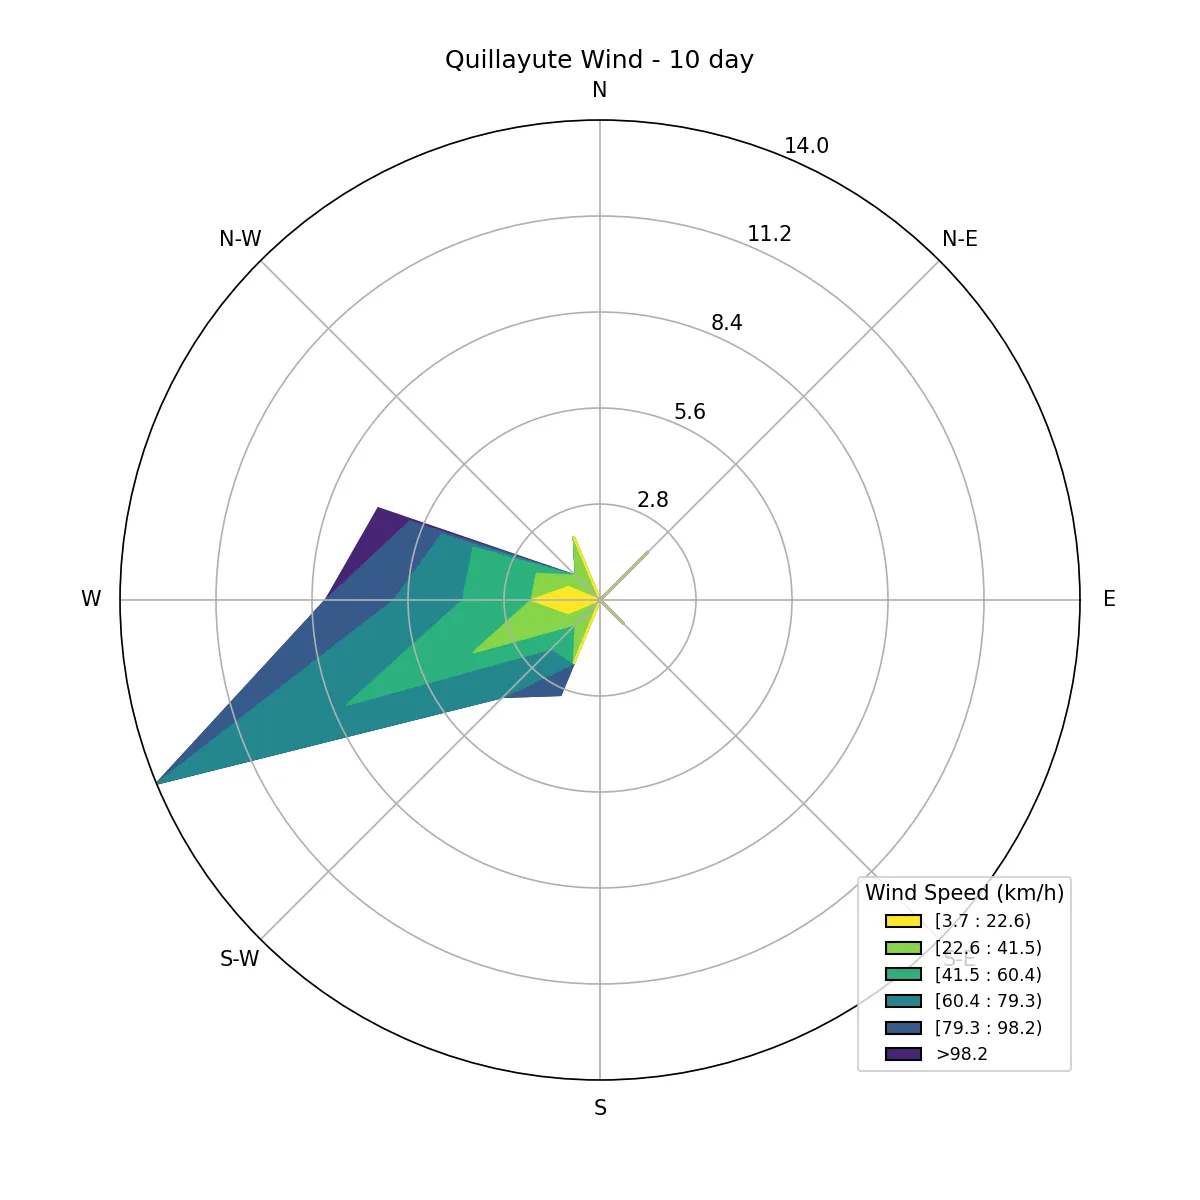 Quillayute Wind - 10 day
N
14.0
N-W
11.2
N-E
8.4
5.6
2.8
W
E
S-W
S-E
S
Wind Speed (km/h)
[3.7 : 22.6)
[22.6 : 41.5)
[41.5 : 60.4)
[60.4 : 79.3)
[79.3 : 98.2)
>98.2